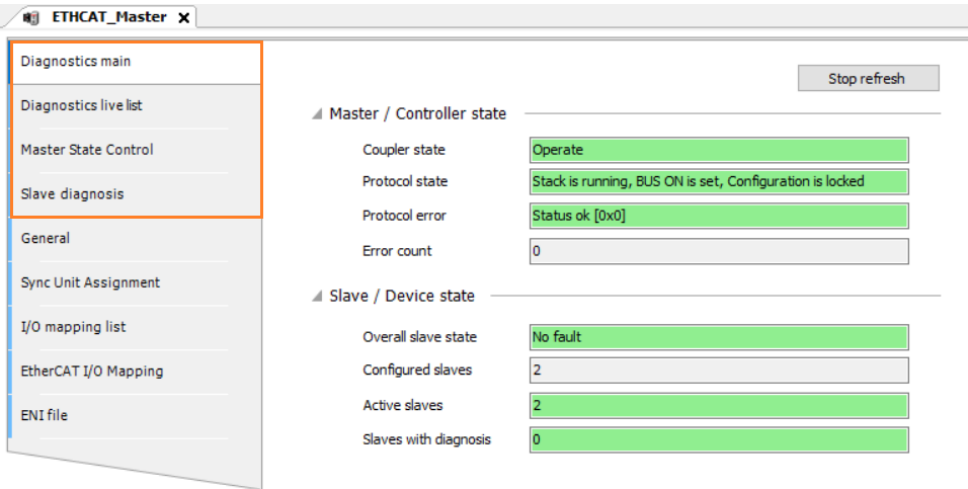 ETHCAT_Master X
Diagnostics main
Diagnostics live list
Master State Control
Slave diagnosis
General
Sync Unit Assignment
I/O mapping list
EtherCAT I/O Mapping
ENI file
Stop refresh
Master / Controller state
Coupler state Operate
Protocol state Stack is running, BUS ON is set, Configuration is locked
Protocol error Status ok [0x0]
Error count 0
Slave / Device state
Overall slave state No fault
Configured slaves 2
Active slaves 2
Slaves with diagnosis 0